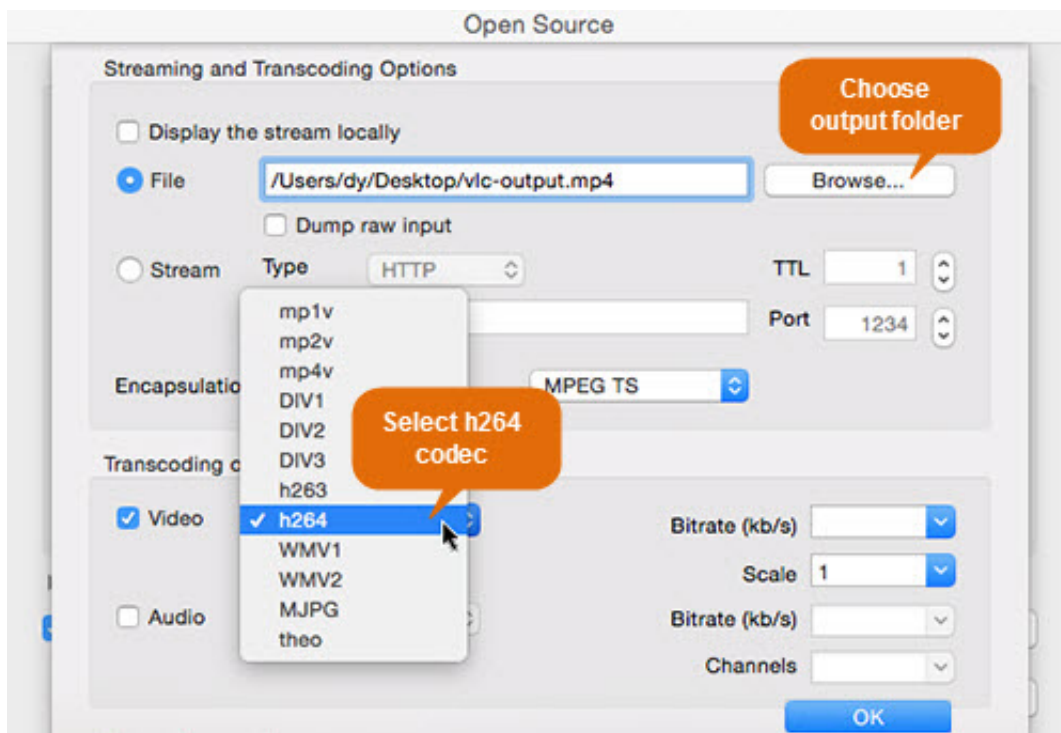 Open Source
Streaming and Transcoding Options
Choose
output folder
Display the stream locally
File
/Users/dy/Desktop/vlc-output.mp4
Browse...
Dump raw input
Stream
Type
HTTP
TTL
1
Port
1234
Encapsulatio
MPEG TS
mp1v
mp2v
mp4v
DIV1
DIV2
DIV3
h263
✓ h264
WMV1
WMV2
MJPG
theo
Select h264
codec
Transcoding o
Video
Bitrate (kb/s)
Scale
1
Audio
Bitrate (kb/s)
Channels
OK